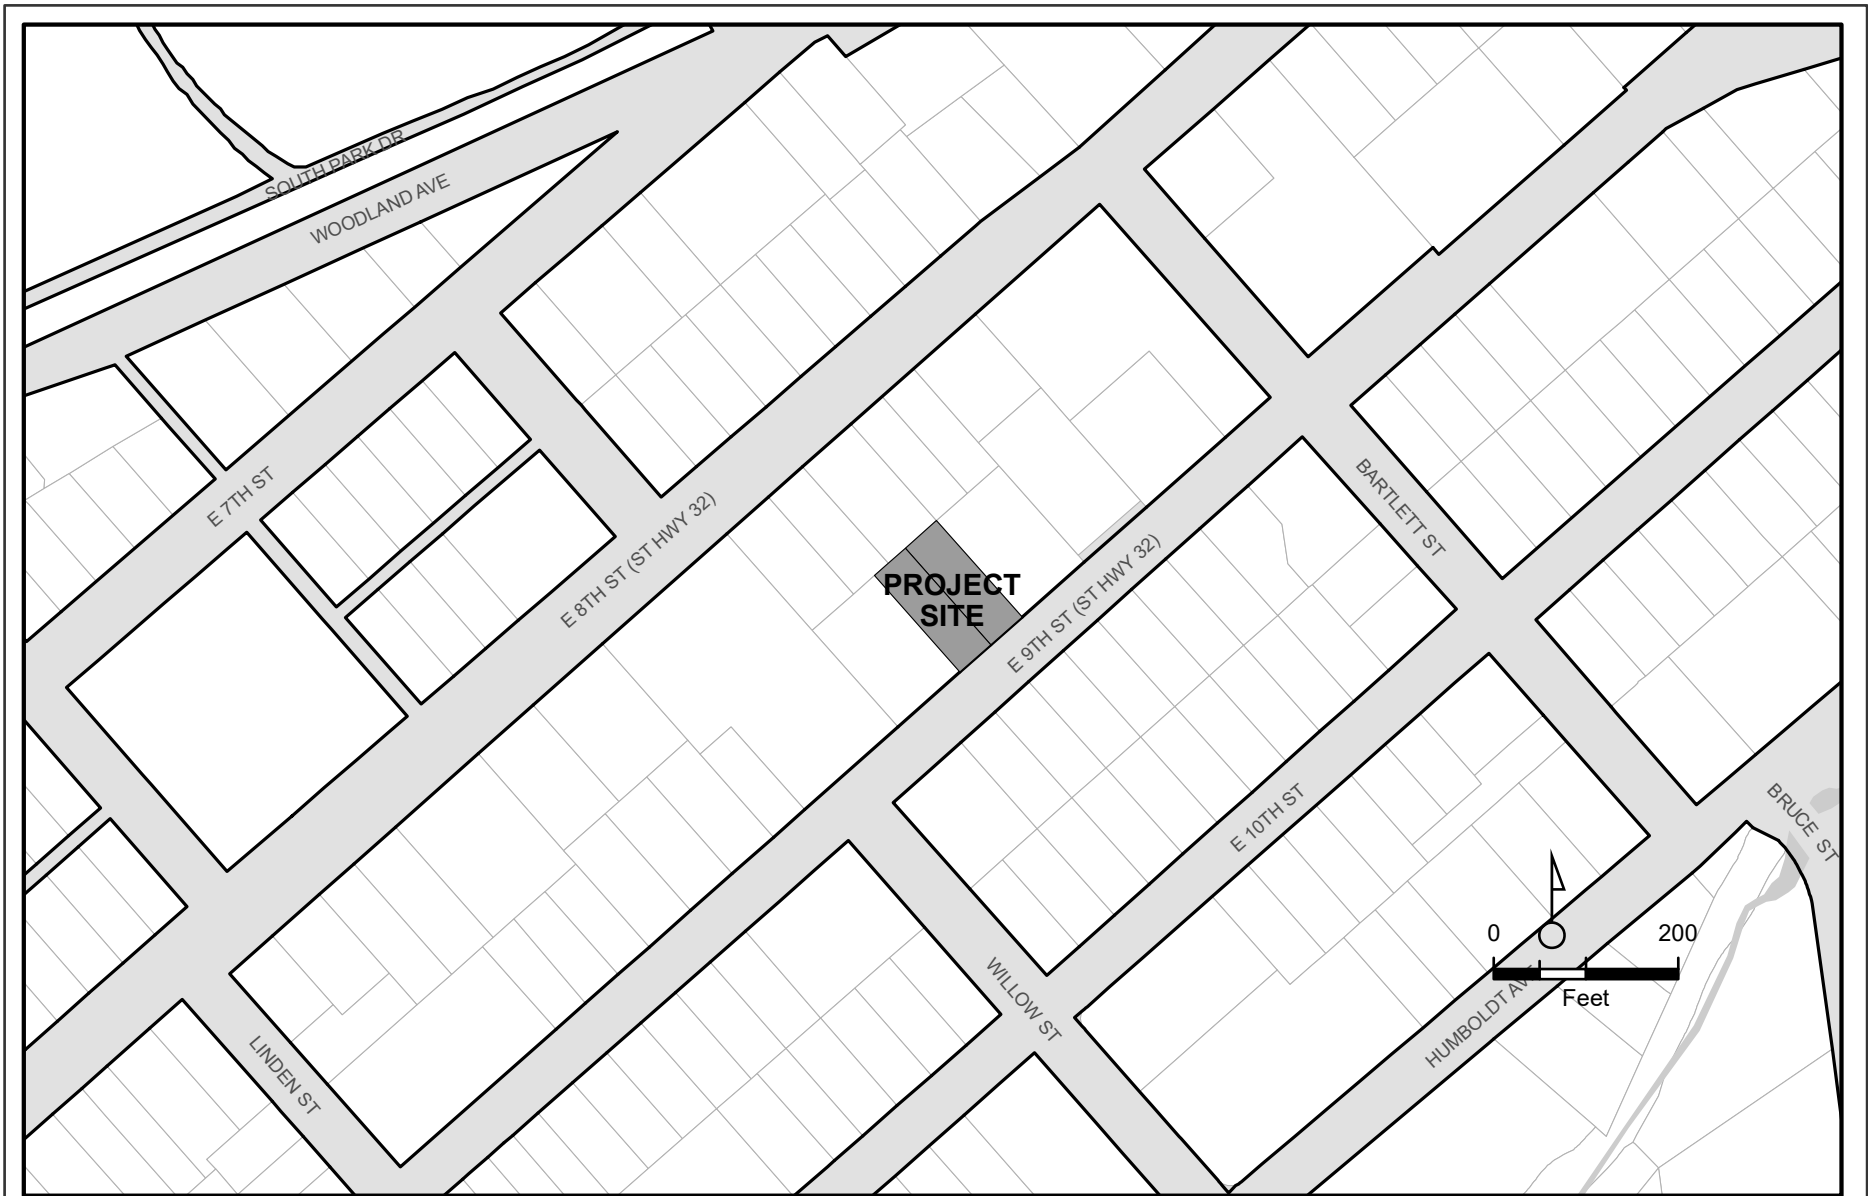 SOUTH PARK DR
WOODLAND AVE
E 7TH ST
E 8TH ST (ST HWY 32)
BARTLETT ST
PROJECT
SITE
E 9TH ST (ST HWY 32)
E 10TH ST
BRUCE ST
0 200
Feet
WILLOW ST
HUMBOLDT AVE
LINDEN ST